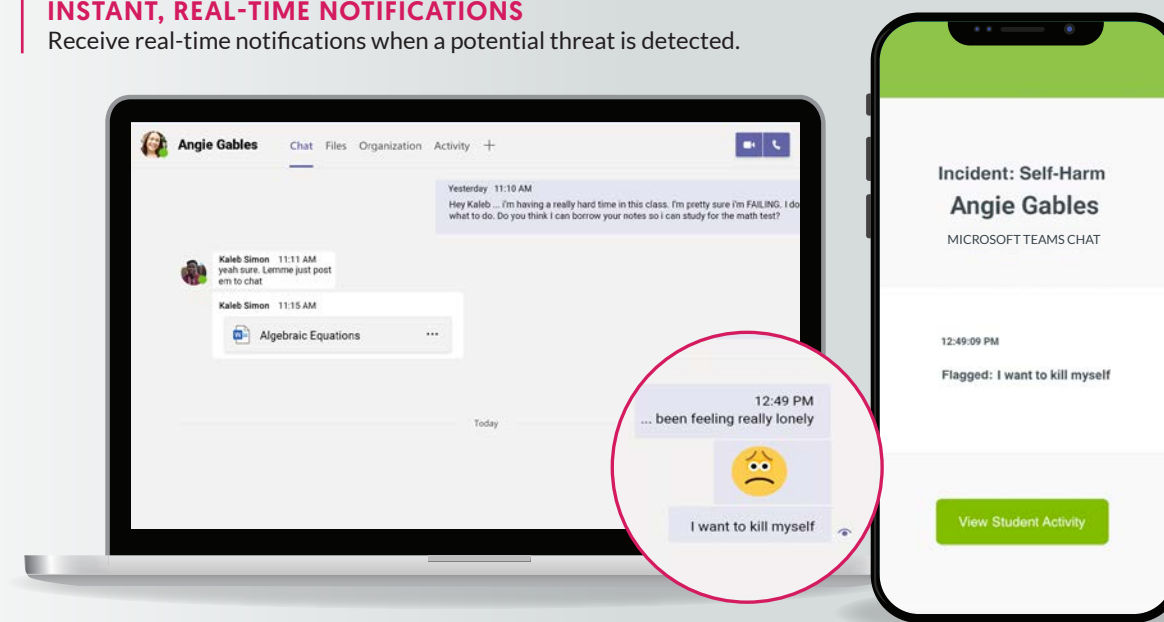 INSTANT, REAL-TIME NOTIFICATIONS
Receive real-time notifications when a potential threat is detected.
Angie Gables
Chat Files Organization Activity
Yesterday 11:10 AM
Hey Kaleb ... i'm having a really hard time in this class. I'm pretty sure i'm FAILING. I do
what to do. Do you think I can borrow your notes so i can study for the math test?
Kaleb Simon 11:11 AM
yeah sure. Lemme just post
em to chat
Kaleb Simon 11:15 AM
Algebraic Equations
Today
12:49 PM
... been feeling really lonely
I want to kill myself
Incident: Self-Harm
Angie Gables
MICROSOFT TEAMS CHAT
12:49:09 PM
Flagged: I want to kill myself
View Student Activity